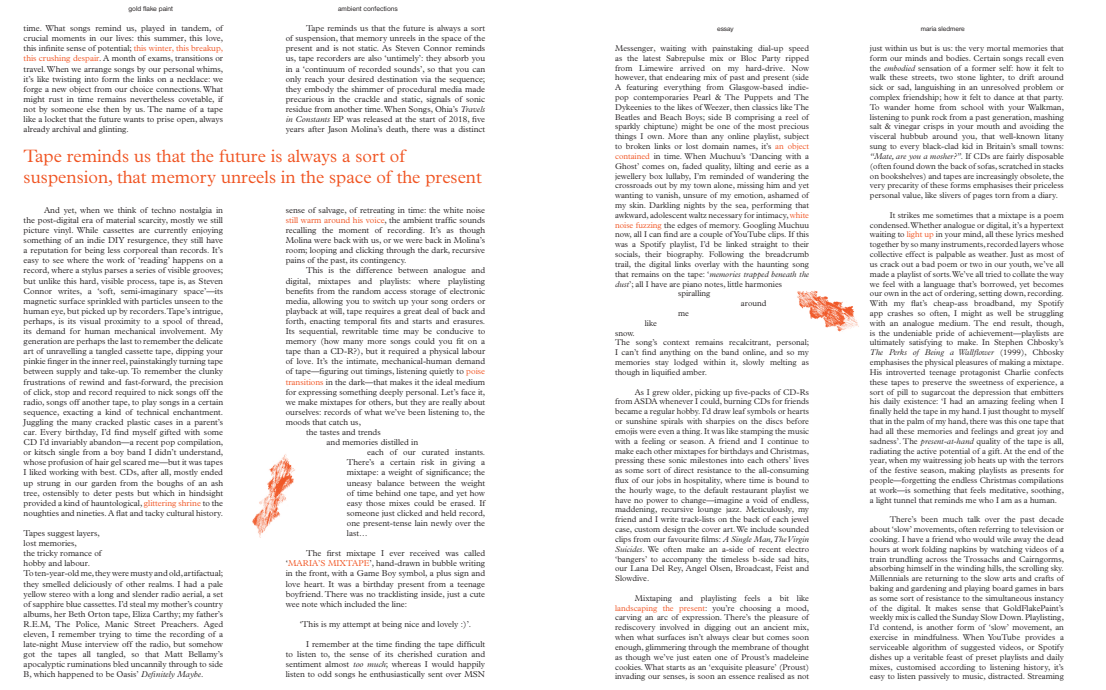 gold flake paint
ambient confections
time. What songs remind us, played in tandem, of
crucial moments in our lives: this summer, this love,
this infinite sense of potential; this winter, this breakup,
this crushing despair. A month of exams, transitions or
travel. When we arrange songs by our personal whims,
it's like twisting into form the links on a necklace: we
forge a new object from our choice connections. What
might rust in time remains nevertheless covetable, if
not by us someone else then by us. The name of a tape
like a locket that the future wants to prise open, always
already archival and glinting.
Tape reminds us that the future is always a sort
of suspension, that memory unreels in the space of the
present and is not static. As Steven Connor reminds
us, tape recorders are also 'untimely': they absorb you
in a 'continuum of recorded sounds', so that you can
only reach your desired destination via the sequence;
they embody the shimmer of procedural media made
precarious in the crackle and static, signals of sonic
residue from another time. When Songs, Ohia's Travels
in Constants EP was released at the start of 2018, five
years after Jason Molina's death, there was a distinct
Tape reminds us that the future is always a sort of
suspension, that memory unreels in the space of the present
And yet, when we think of techno nostalgia in
the post-digital era of material scarcity, mostly we still
picture vinyl. While cassettes are currently enjoying
something of an indie DIY resurgence, they still have
a reputation for being less corporal than records. It's
easy to see where the work of 'reading' happens on a
record, where a stylus parses a series of visible grooves;
but unlike this hard, visible process, tape is, as Steven
Connor writes, a 'soft, semi-imaginary space'—its
magnetic surface sprinkled with particles unseen to the
human eye, but picked up by recorders. Tape's intrigue,
perhaps, is its visual proximity to a spool of thread,
its demand for human mechanical involvement. My
generation are perhaps the last to remember the delicate
art of unravelling a tangled cassette tape, dipping your
pinkie finger in the inner reel, painstakingly turning tape
between supply and take-up. To remember the clunky
frustrations of rewind and fast-forward, the precision
of click, stop and record required to nick songs off the
radio, songs off another tape, to play songs in a certain
sequence, exacting a kind of technical enchantment.
Juggling the many cracked plastic cases in a parent's
car. Every birthday, I'd find myself gifted with some
CD I'd invariably abandon—a recent pop compilation,
or kitsch single from a boy band I didn't understand,
whose profusion of hair gel scared me—but it was tapes
I liked working with best. CDs, after all, mostly ended
up strung in our garden from the boughs of an ash
tree, ostensibly to deter pests but which in hindsight
provided a kind of hauntological, glittering shrine to the
noughties and nineties. A flat and tacky cultural history.
Tapes suggest layers,
lost memories,
the tricky romance of
hobby and labour.
To ten-year-old me, they were musty and old, artifactual;
they smelled deliciously of other realms. I had a pale
yellow stereo with a long and slender radio aerial, a set
of sapphire blue cassettes. I'd steal my mother's country
albums, her Beth Orton tape, Eliza Carthy; my father's
R.E.M, The Police, Manic Street Preachers. Aged
eleven, I remember trying to time the recording of a
late-night Muse interview off the radio, but somehow
got the tapes all tangled, so that Matt Bellamy's
apocalyptic ruminations bled uncannily through to side
B, which happened to be Oasis' Definitely Maybe.
sense of salvage, of retreating in time: the white noise
still warm around his voice, the ambient traffic sounds
recalling the moment of recording. It's as though
Molina were back with us, or we were back in Molina's
room; looping and clicking through the dark, recursive
pains of the past, its contingency.
This is the difference between analogue and
digital, mixtapes and playlists: where playlisting
benefits from the random access storage of electronic
media, allowing you to switch up your song orders or
playback at will, tape requires a great deal of back and
forth, enacting temporal fits and starts and erasures.
Its sequential, rewritable time may be conducive to
memory (how many more songs could you fit on a
tape than a CD-R?), but it required a physical labour
of love. It's the intimate, mechanical-human demand
of tape—figuring out timings, listening quietly to poise
transitions in the dark—that makes it the ideal medium
for expressing something deeply personal. Let's face it,
we make mixtapes for others, but they are really about
ourselves: records of what we've been listening to, the
moods that catch us,
the tastes and trends
and memories distilled in
each of our curated instants.
There's a certain risk in giving a
mixtape: a weight of significance; the
uneasy balance between the weight
of time behind one tape, and yet how
easy those mixes could be erased. If
someone just clicked and held record,
one present-tense lain newly over the
last…
The first mixtape I ever received was called
'MARIA'S MIXTAPE', hand-drawn in bubble writing
in the front, with a Game Boy symbol, a plus sign and
love heart. It was a birthday present from a teenage
boyfriend. There was no tracklisting inside, just a cute
wee note which included the line:
'This is my attempt at being nice and lovely :)'.
I remember at the time finding the tape difficult
to listen to, the sense of its cherished curation and
sentiment almost too much; whereas I would happily
listen to odd songs he enthusiastically sent over MSN
essay
maria sledmere
Messenger, waiting with painstaking dial-up speed
as the latest Sabrepulse mix or Bloc Party ripped
from Limewire arrived on my hard-drive. Now
however, that endearing mix of past and present (side
A featuring everything from Glasgow-based indie-
pop contemporaries Pearl & The Puppets and The
Dykeenies to the likes of Weezer, then classics like The
Beatles and Beach Boys; side B comprising a reel of
sparkly chiptune) might be one of the most precious
things I own. More than any online playlist, subject
to broken links or lost domain names, it's an object
contained in time. When Muchuu's 'Dancing with a
Ghost' comes on, faded quality, lilting and eerie as a
jewellery box lullaby, I'm reminded of wandering the
crossroads out by my town alone, missing him and yet
wanting to vanish, unsure of my emotion, ashamed of
my skin. Darkling nights by the sea, performing that
awkward, adolescent waltz necessary for intimacy, white
noise fuzzing the edges of memory. Googling Muchuu
now, all I can find are a couple of YouTube clips. If this
was a Spotify playlist, I'd be linked straight to their
socials, their biography. Following the breadcrumb
trail, the digital links overlay with the haunting song
that remains on the tape: 'memories trapped beneath the
dust'; all I have are piano notes, little harmonies
spiralling
around
me
like
snow.
The song's context remains recalcitrant, personal;
I can't find anything on the band online, and so my
memories stay lodged within it, slowly melting as
though in liquified amber.
As I grew older, picking up five-packs of CD-Rs
from ASDA whenever I could, burning CDs for friends
became a regular hobby. I'd draw leaf symbols or hearts
or sunshine spirals with sharpies on the discs before
emojis were even a thing. It was like stamping the music
with a feeling or season. A friend and I continue to
make each other mixtapes for birthdays and Christmas,
pressing these sonic milestones into each others' lives
as some sort of direct resistance to the all-consuming
flux of our jobs in hospitality, where time is bound to
the hourly wage, to the default restaurant playlist we
have no power to change—imagine a void of endless,
maddening, recursive lounge jazz. Meticulously, my
friend and I write track-lists on the back of each jewel
case, custom design the cover art. We include sounded
clips from our favourite films: A Single Man, The Virgin
Suicides. We often make an a-side of recent electro
'bangers' to accompany the timeless b-side sad hits,
our Lana Del Rey, Angel Olsen, Broadcast, Feist and
Slowdive.
Mixtaping and playlisting feels a bit like
landscaping the present: you're choosing a mood,
carving an arc of expression. There's the pleasure of
rediscovery involved in digging out an ancient mix,
when what surfaces isn't always clear but comes soon
enough, glimmering through the membrane of thought
as though we've just eaten one of Proust's madeleine
cookies. What starts as an 'exquisite pleasure' (Proust)
invading our senses, is soon an essence realised as not
just within us but is us: the very mortal memories that
form our minds and bodies. Certain songs recall even
the embodied sensation of a former self: how it felt to
walk these streets, two stone lighter, to drift around
sick or sad, languishing in an unresolved problem or
complex friendship; how it felt to dance at that party.
To wander home from school with your Walkman,
listening to punk rock from a past generation, mashing
salt & vinegar crisps in your mouth and avoiding the
visceral hubbub around you, that well-known litany
sung to every black-clad kid in Britain's small towns:
"Mate, are you a mosher?". If CDs are fairly disposable
(often found down the back of sofas, scratched in stacks
on bookshelves) and tapes are increasingly obsolete, the
very precarity of these forms emphasises their priceless
personal value, like slivers of pages torn from a diary.
It strikes me sometimes that a mixtape is a poem
condensed. Whether analogue or digital, it's a hypertext
waiting to light up in your mind, all these lyrics meshed
together by so many instruments, recorded layers whose
collective effect is palpable as weather. Just as most of
us crack out a bad poem or two in our youth, we've all
made a playlist of sorts. We've all tried to collate the way
we feel with a language that's borrowed, yet becomes
our own in the act of ordering, setting down, recording.
With my flat's cheap-ass broadband, my Spotify
app crashes so often, I might as well be struggling
with an analogue medium. The end result, though,
is the undeniable pride of achievement—playlists are
ultimately satisfying to make. In Stephen Chbosky's
The Perks of Being a Wallflower (1999), Chbosky
emphasises the physical pleasures of making a mixtape.
His introverted teenage protagonist Charlie confects
these tapes to preserve the sweetness of experience, a
sort of pill to sugarcoat the depression that embitters
his daily existence: 'I had an amazing feeling when I
finally held the tape in my hand. I just thought to myself
that in the palm of my hand, there was this one tape that
had all these memories and feelings and great joy and
sadness'. The present-at-hand quality of the tape is all,
radiating the active potential of a gift. At the end of the
year, when my waitressing job heats up with the terrors
of the festive season, making playlists as presents for
people—forgetting the endless Christmas compilations
at work—is something that feels meditative, soothing,
a light tunnel that reminds me who I am as a human.
There's been much talk over the past decade
about 'slow' movements, often referring to television or
cooking. I have a friend who would wile away the dead
hours at work folding napkins by watching videos of a
train trundling across the Trossachs and Cairngorms,
absorbing himself in the winding hills, the scrolling sky.
Millennials are returning to the slow arts and crafts of
baking and gardening and playing board games in bars
as some sort of resistance to the simultaneous instancy
of the digital. It makes sense that GoldFlakePaint's
weekly mix is called the Sunday Slow Down. Playlisting,
I'd contend, is another form of 'slow' movement, an
exercise in mindfulness. When YouTube provides a
serviceable algorithm of suggested videos, or Spotify
dishes up a veritable feast of preset playlists and daily
mixes, customised according to listening history, it's
easy to listen passively to music, distracted. Streaming